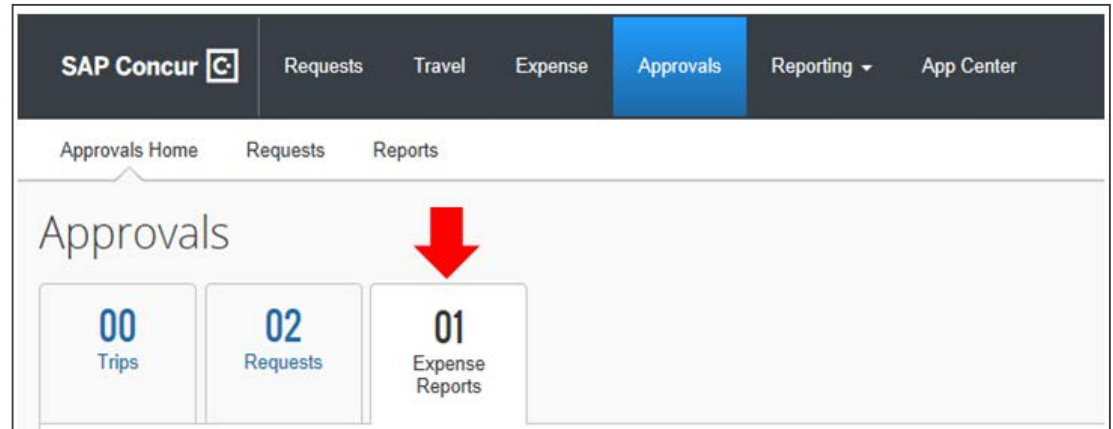 SAP Concur C Requests Travel Expense Approvals Reporting App Center
Approvals Home Requests Reports
Approvals
00
Trips
02
Requests
01
Expense
Reports